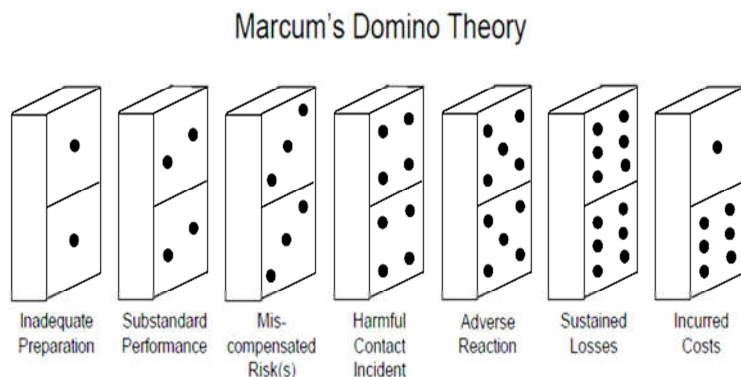 Marcum's Domino Theory
Inadequate
Preparation
Substandard
Performance
Mis-
compensated
Risk(s)
Harmful
Contact
Incident
Adverse
Reaction
Sustained
Losses
Incurred
Costs